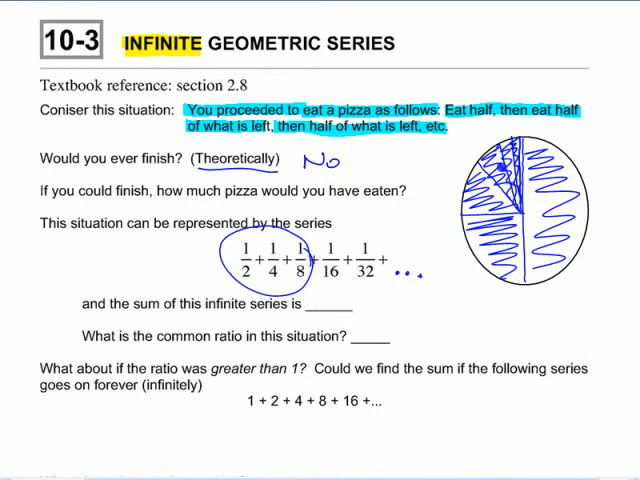 10-3 INFINITE GEOMETRIC SERIES
Textbook reference: section 2.8
Coniser this situation: You proceeded to eat a pizza as follows: Eat half, then eat half
of what is left, then half of what is left, etc.
Would you ever finish? (Theoretically) No
If you could finish, how much pizza would you have eaten?
This situation can be represented by the series
1/2 + 1/4 + 1/8 + 1/16 + 1/32 + ...
and the sum of this infinite series is ______
What is the common ratio in this situation? _____
What about if the ratio was greater than 1? Could we find the sum if the following series
goes on forever (infinitely)
1 + 2 + 4 + 8 + 16 +...